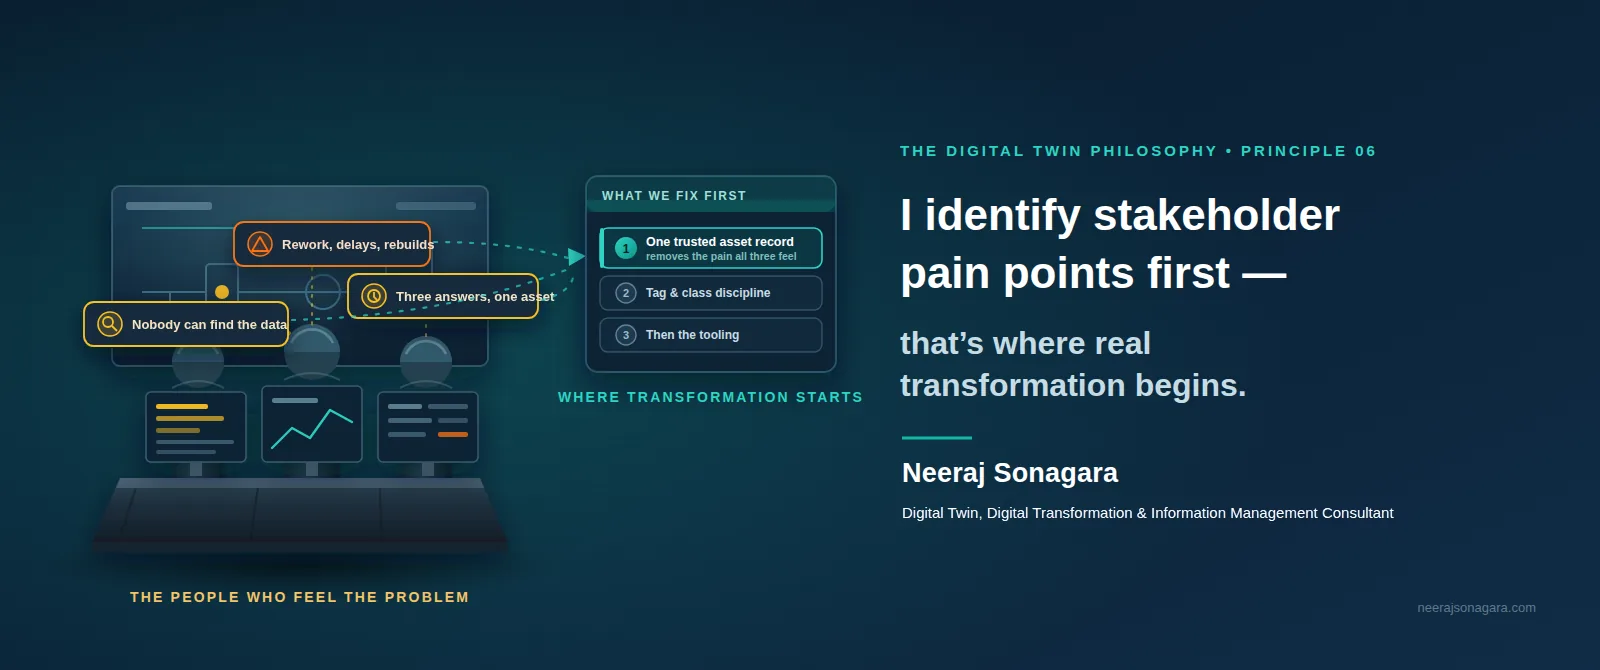 Rework, delays, rebuilds
Three answers, one asset
Nobody can find the data
THE PEOPLE WHO FEEL THE PROBLEM
WHAT WE FIX FIRST
1 One trusted asset record
removes the pain all three feel
2 Tag & class discipline
3 Then the tooling
WHERE TRANSFORMATION STARTS
THE DIGITAL TWIN PHILOSOPHY • PRINCIPLE 06
I identify stakeholder
pain points first —
that’s where real
transformation begins.
Neeraj Sonagara
Digital Twin, Digital Transformation & Information Management Consultant
neerajsonagara.com